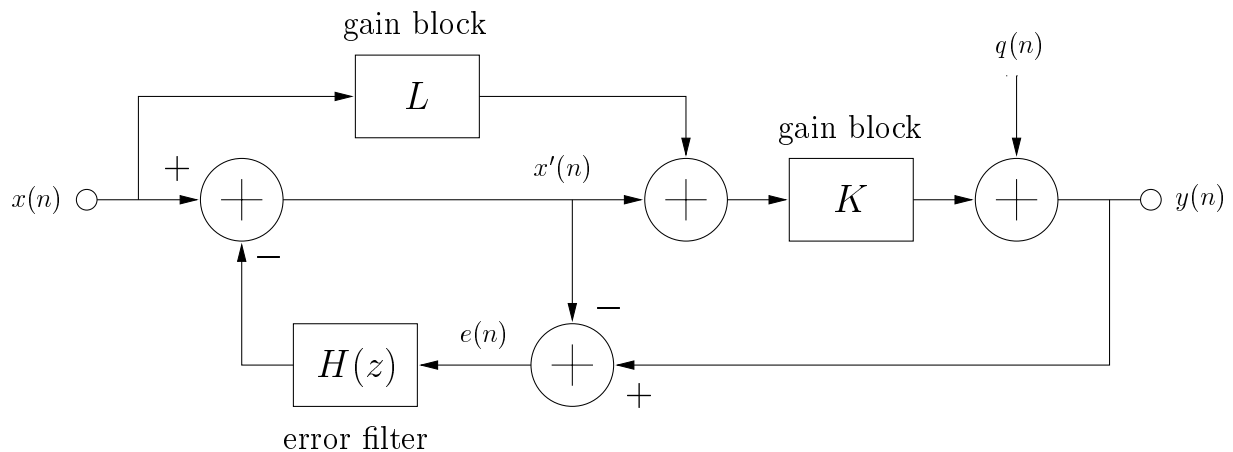 gain block
L
q(n)
gain block
x(n)
+
+
x′(n)
+
K
+
y(n)
−
−
e(n)
H(z)
+
+
error filter